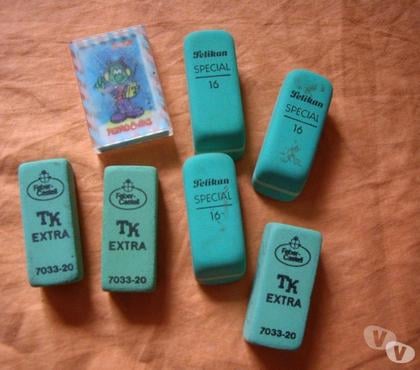 Pelikan
SPECIAL
16
Pelikan
SPECIAL
16
Pelikan
SPECIAL
16
Faber-
Castell
TK
EXTRA
7033-20
Faber-
Castell
TK
EXTRA
7033-20
Faber-
Castell
TK
EXTRA
7033-20
V V